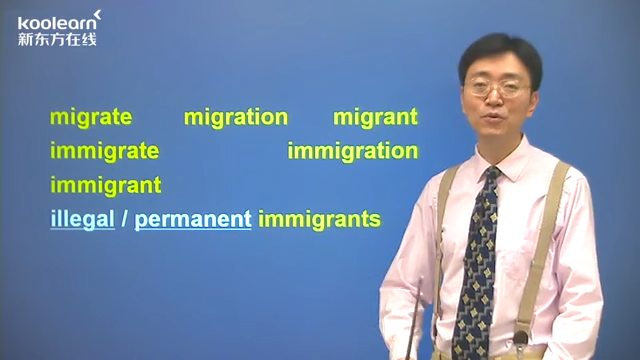 koolearn
新东方在线
migrate migration migrant
immigrate immigration
immigrant
illegal / permanent immigrants